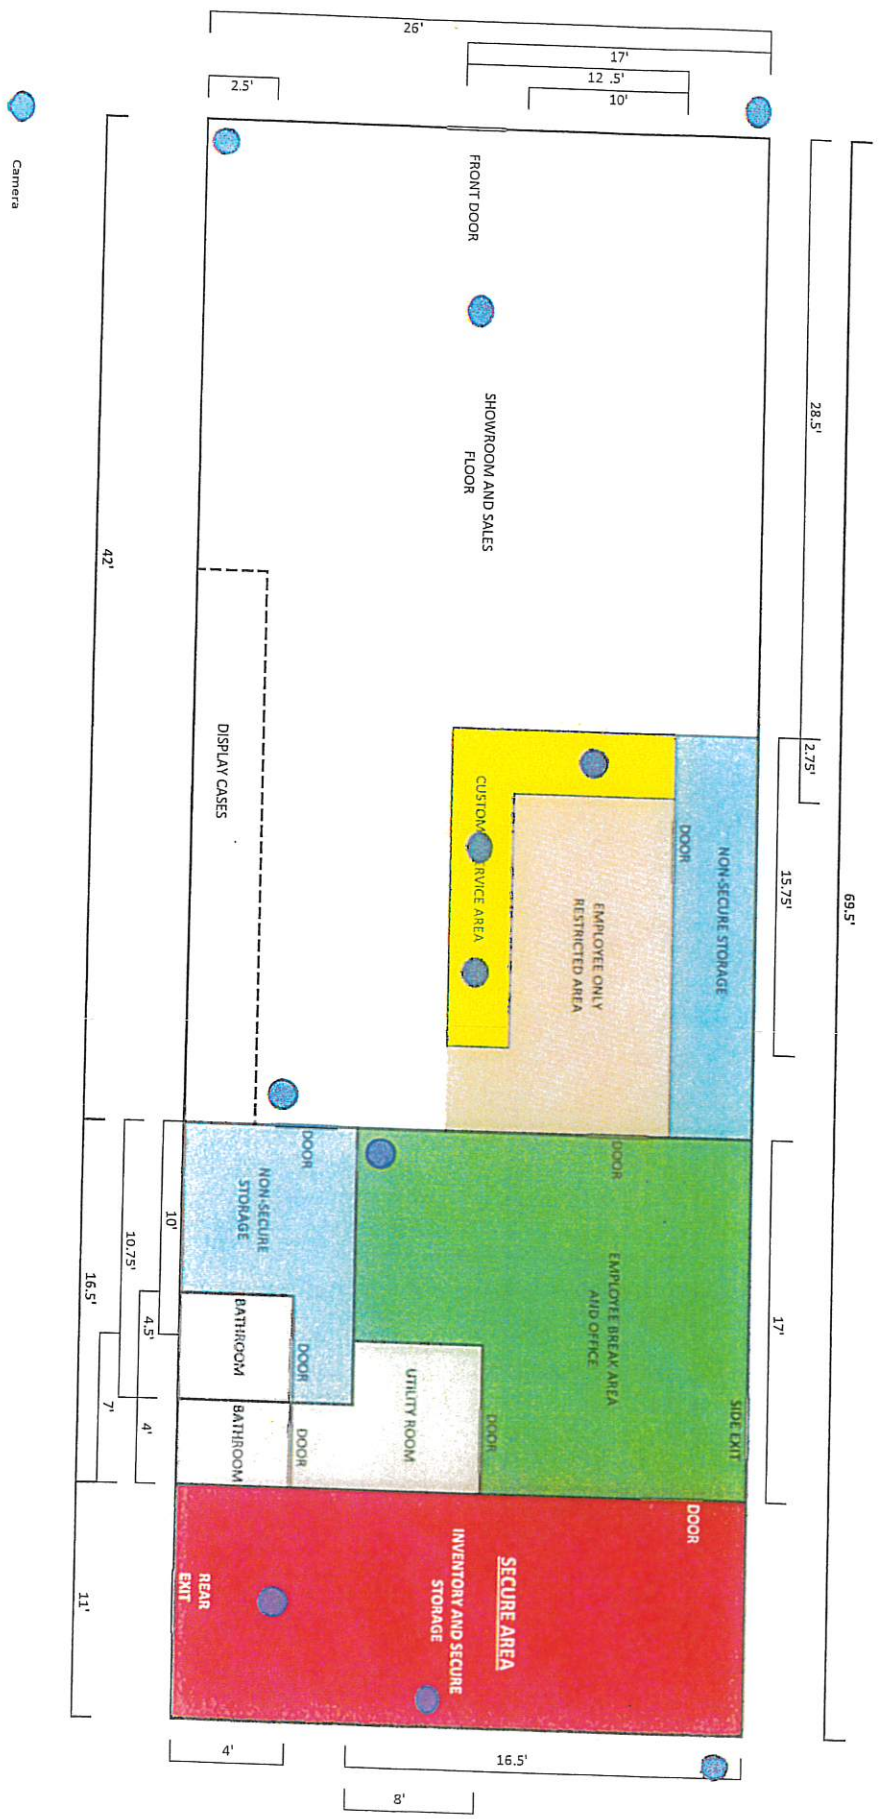 26'
17'
12 .5'
10'
2.5'
Camera
FRONT DOOR
SHOWROOM AND SALES
FLOOR
28.5'
2.75'
15.75'
69.5'
42'
DISPLAY CASES
DOOR
NON-SECURE STORAGE
CUSTOM
RVICE AREA
EMPLOYEE ONLY
RESTRICTED AREA
DOOR
NON-SECURE
STORAGE
DOOR
EMPLOYEE BREAK AREA
AND OFFICE
17'
10'
10.75'
16.5'
4.5'
7'
4'
BATHROOM
DOOR
BATHROOM
DOOR
UTILITY ROOM
DOOR
SIDE EXIT
DOOR
SECURE AREA
INVENTORY AND SECURE
STORAGE
REAR
EXIT
11'
4'
16.5'
8'